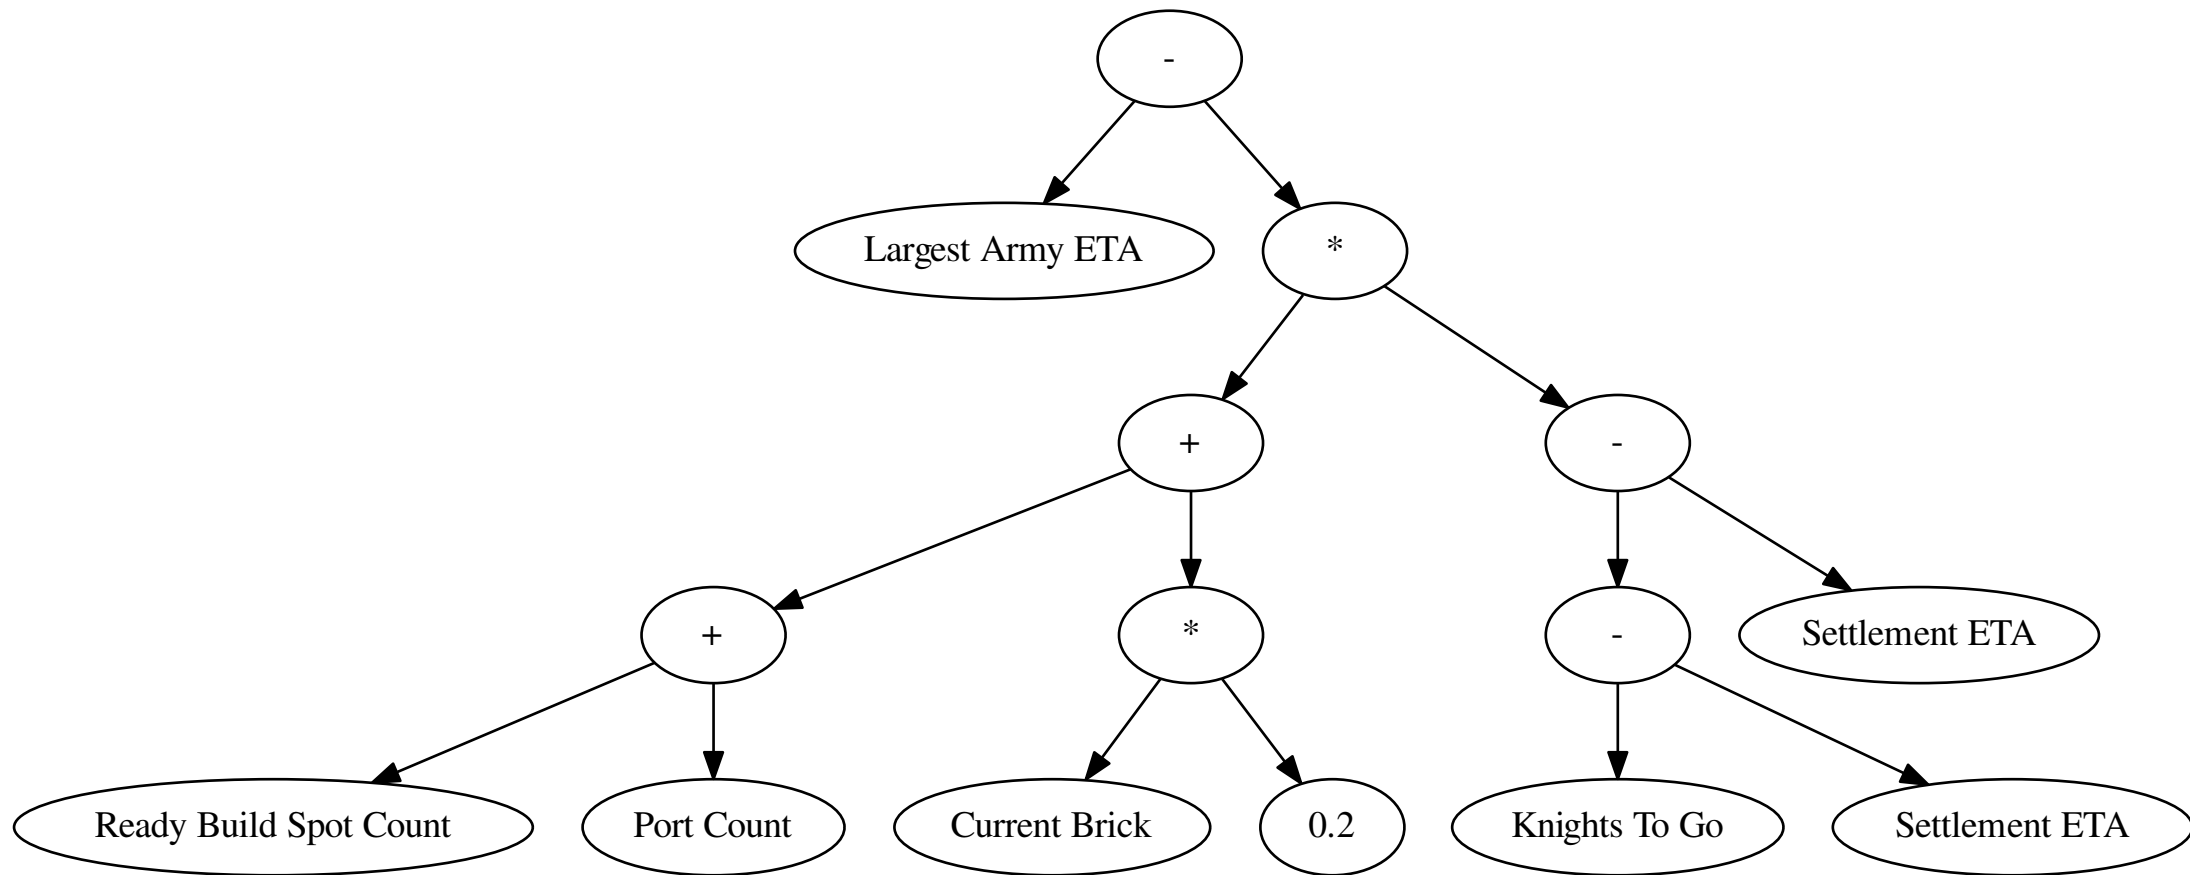 -
Largest Army ETA
*
+
-
+
*
-
Settlement ETA
Ready Build Spot Count
Port Count
Current Brick
0.2
Knights To Go
Settlement ETA